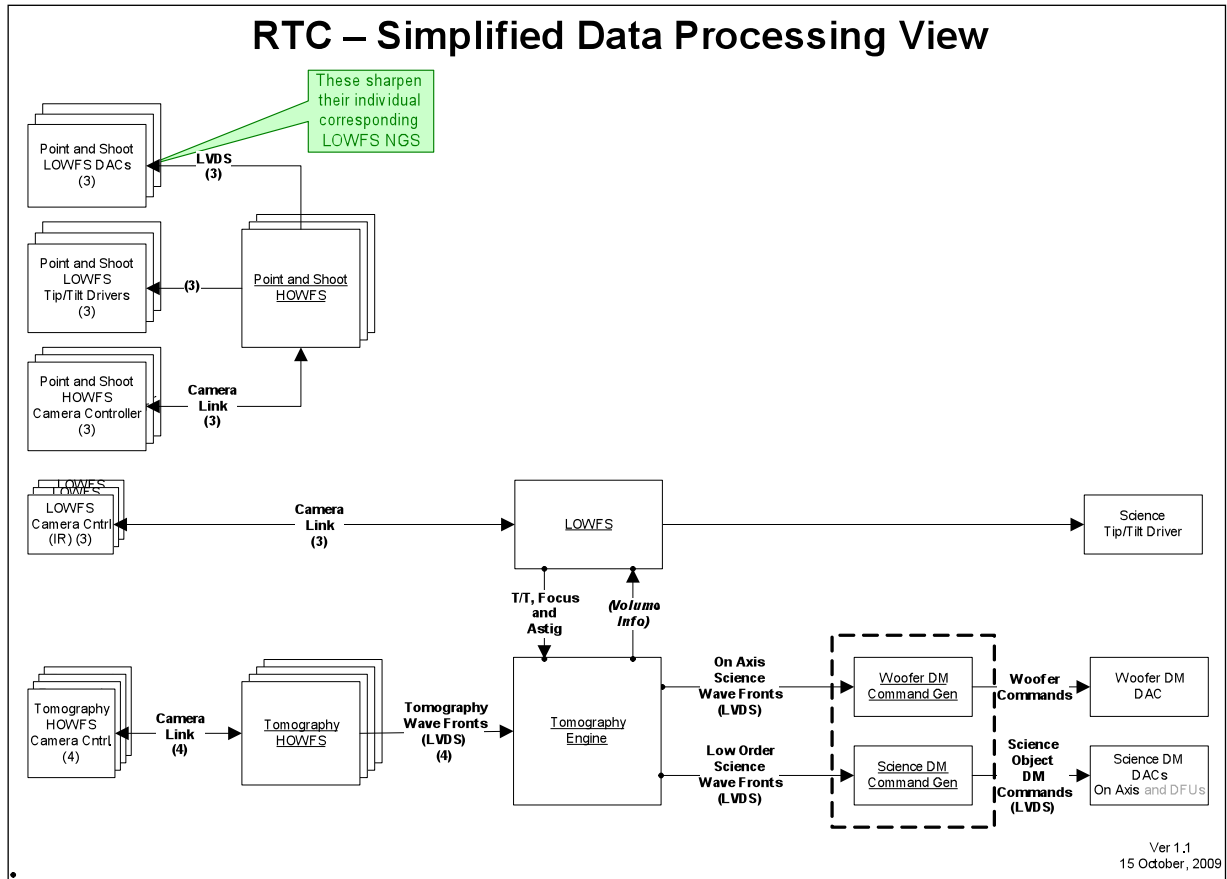 RTC – Simplified Data Processing View
These sharpen
their individual
corresponding
LOWFS NGS
Point and Shoot
LOWFS DACs
(3)
LVDS
(3)
Point and Shoot
LOWFS
Tip/Tilt Drivers
(3)
(3)
Point and Shoot
HOWFS
Point and Shoot
HOWFS
Camera Controller
(3)
Camera
Link
(3)
LOWFS
LOWFS
LOWFS
Camera Cntrl
(IR) (3)
Camera
Link
(3)
LOWFS
Science
Tip/Tilt Driver
T/T, Focus
and
Astig
(Volume
Info)
Tomography
HOWFS
Camera Cntrl.
(4)
Camera
Link
(4)
Tomography
HOWFS
Tomography
Wave Fronts
(LVDS)
(4)
Tomography
Engine
On Axis
Science
Wave Fronts
(LVDS)
Woofer DM
Command Gen
Woofer
Commands
Woofer DM
DAC
Low Order
Science
Wave Fronts
(LVDS)
Science DM
Command Gen
Science
Object
DM
Commands
(LVDS)
Science DM
DACs
On Axis and DFUs
Ver 1.1
15 October, 2009